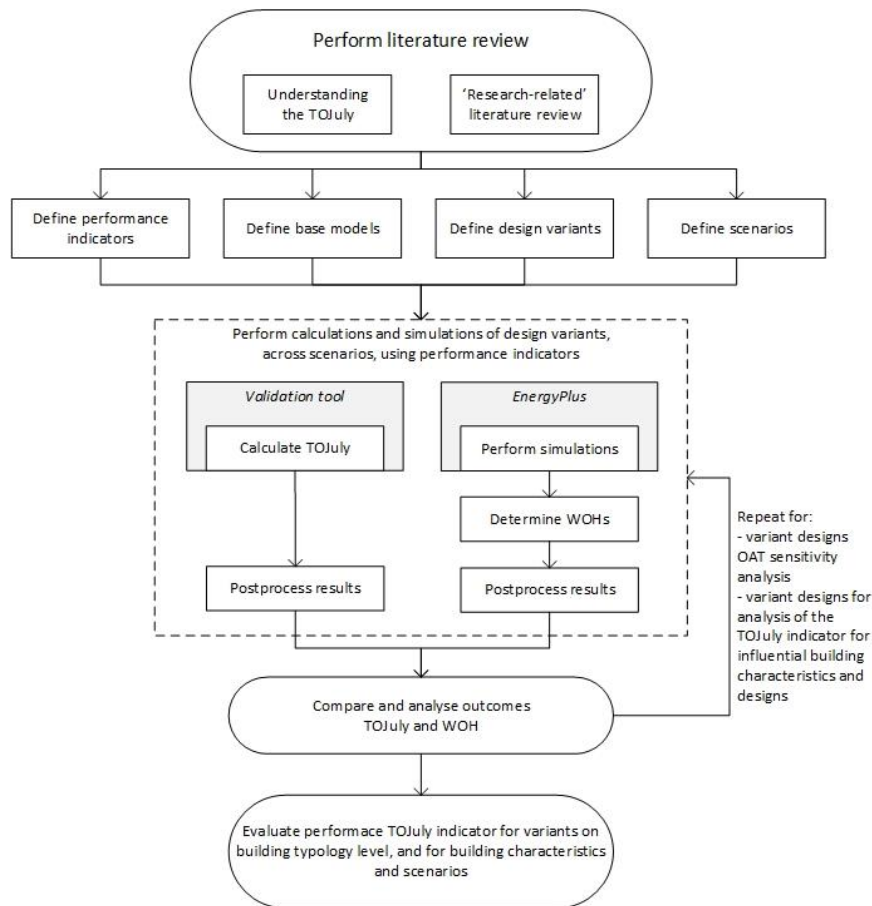 Perform literature review
Understanding
the TOJuly
'Research-related'
literature review
Define performance
indicators
Define base models
Define design variants
Define scenarios
Perform calculations and simulations of design variants,
across scenarios, using performance indicators
Validation tool
Calculate TOJuly
EnergyPlus
Perform simulations
Determine WOHs
Postprocess results
Postprocess results
Repeat for:
- variant designs
OAT sensitivity
analysis
- variant designs for
analysis of the
TOJuly indicator for
influential building
characteristics and
designs
Compare and analyse outcomes
TOJuly and WOH
Evaluate performace TOJuly indicator for variants on
building typology level, and for building characteristics
and scenarios